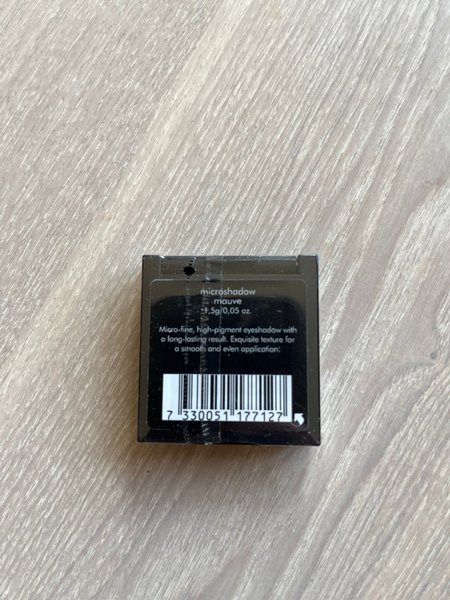 microshadow
mauve
1,5g/0,05 oz.
Micro-fine, high-pigment eyeshadow with
a long-lasting result. Exquisite texture for
a smooth and even application.
7 330051 177127